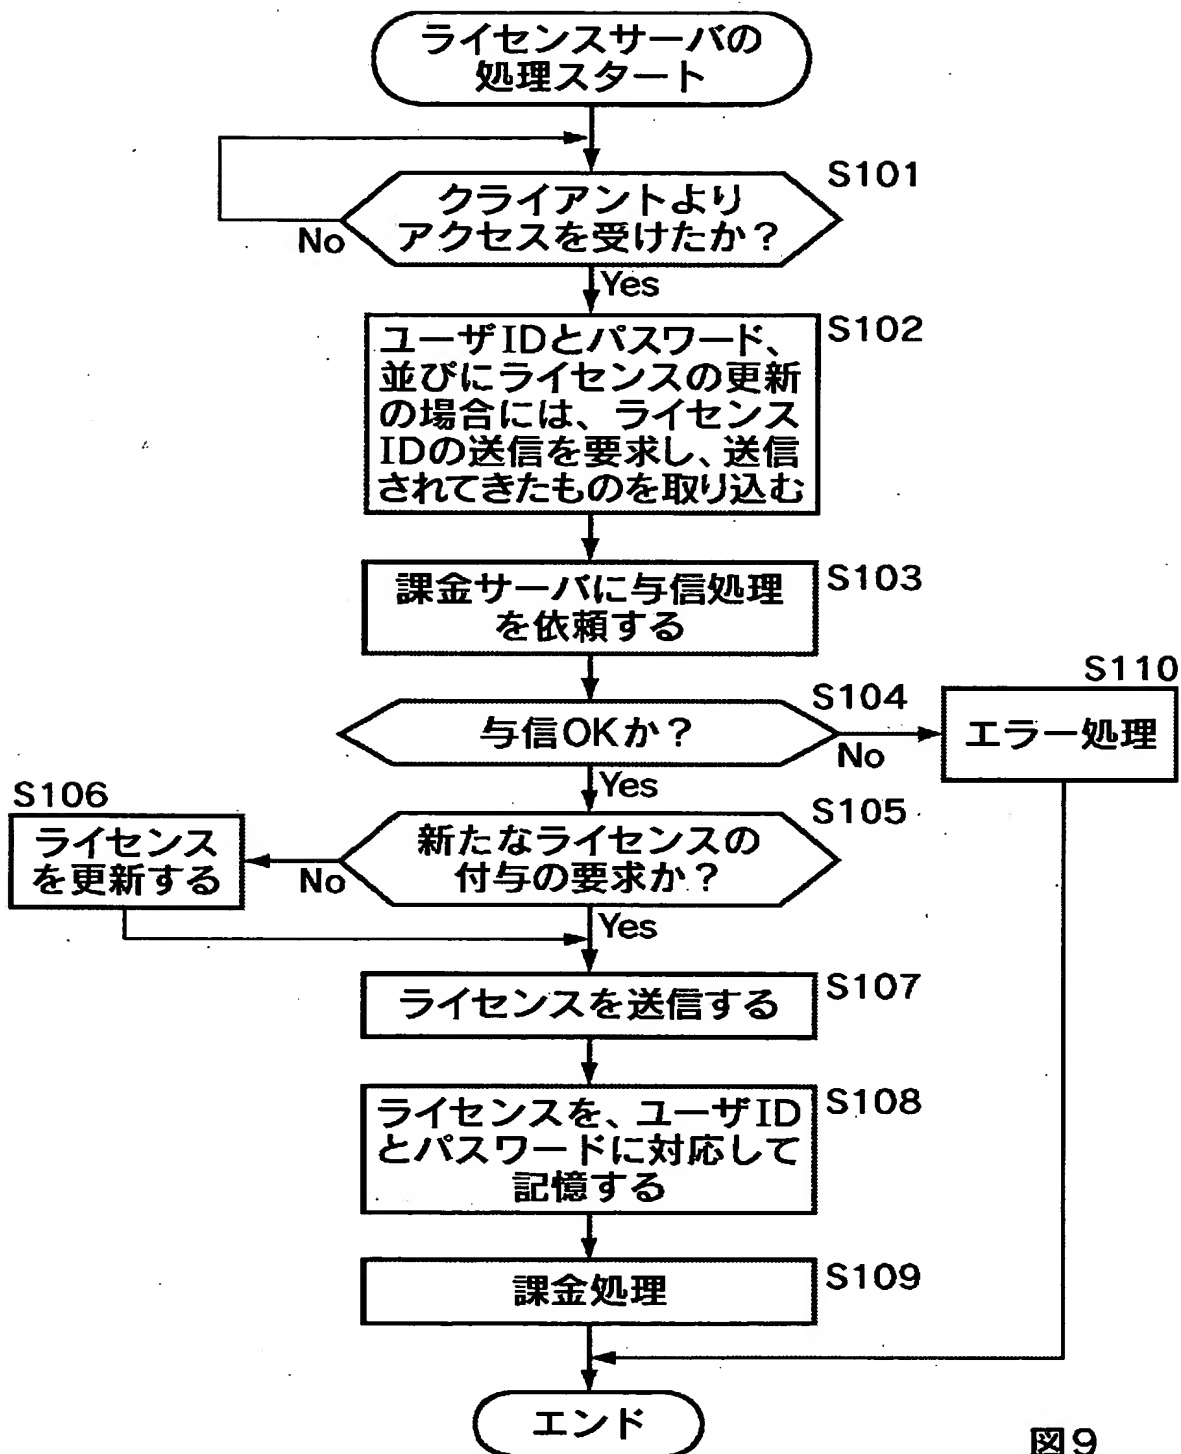 ライセンスサーバの
処理スタート
S101
クライアントより
アクセスを受けたか？
No
Yes
S102
ユーザIDとパスワード、
並びにライセンスの更新
の場合には、ライセンス
IDの送信を要求し、送信
されてきたものを取り込む
S103
課金サーバに与信処理
を依頼する
S104
与信OKか？
No
S110
エラー処理
Yes
S105
新たなライセンスの
付与の要求か？
No
S106
ライセンス
を更新する
Yes
S107
ライセンスを送信する
S108
ライセンスを、ユーザID
とパスワードに対応して
記憶する
S109
課金処理
エンド
図9